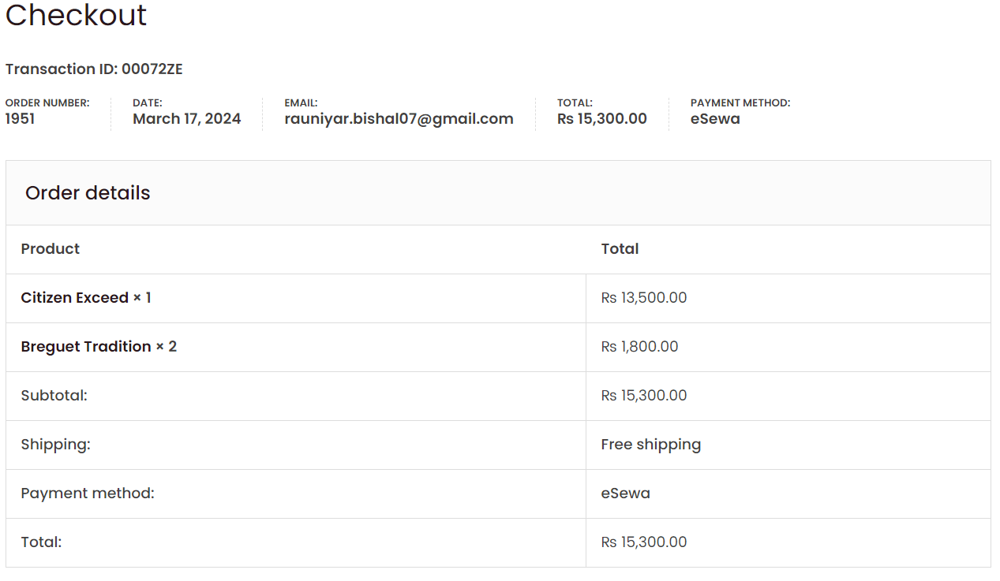 Checkout
Transaction ID: 00072ZE
ORDER NUMBER: DATE: EMAIL: TOTAL: PAYMENT METHOD:
1951 March 17, 2024 rauniyar.bishal07@gmail.com Rs 15,300.00 eSewa
Order details
Product Total
Citizen Exceed × 1 Rs 13,500.00
Breguet Tradition × 2 Rs 1,800.00
Subtotal: Rs 15,300.00
Shipping: Free shipping
Payment method: eSewa
Total: Rs 15,300.00